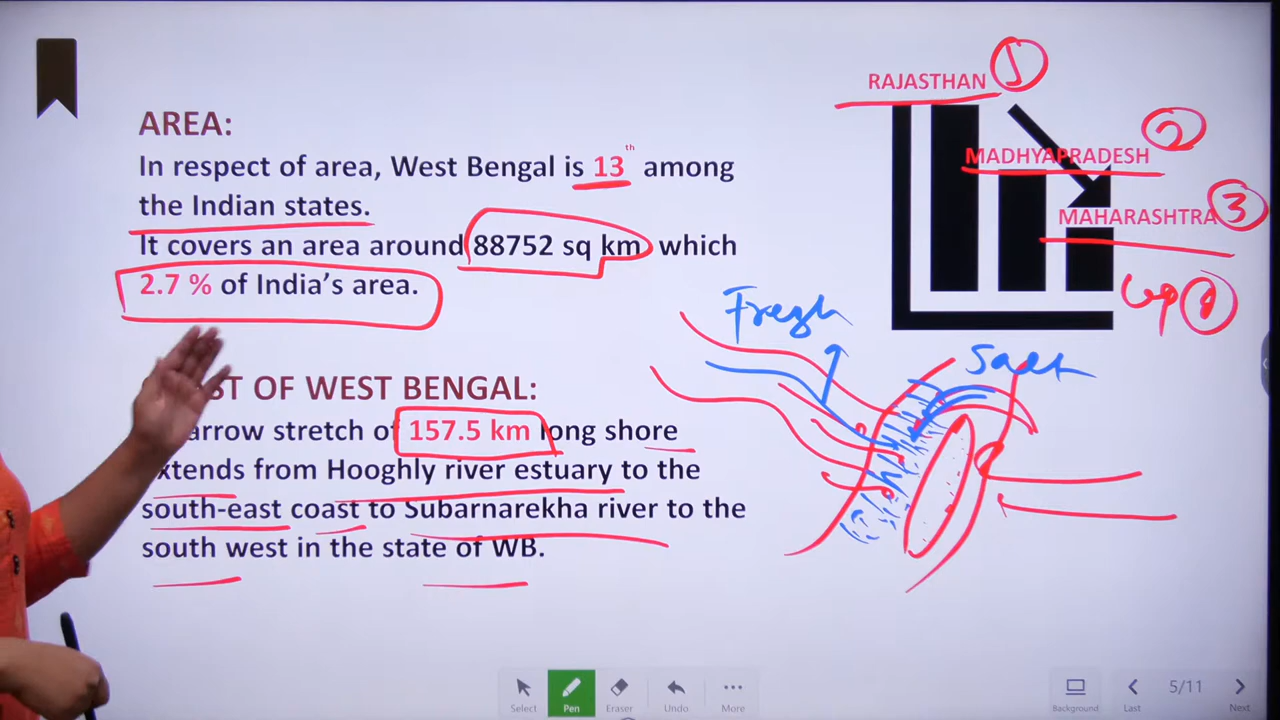 AREA:
In respect of area, West Bengal is 13th among
the Indian states.
It covers an area around 88752 sq km which
2.7 % of India's area.
ST OF WEST BENGAL:
arrow stretch of 157.5 km long shore
extends from Hooghly river estuary to the
south-east coast to Subarnarekha river to the
south west in the state of WB.
RAJASTHAN 1
MADHYAPRADESH 2
MAHARASHTRA 3
UP 4
Fresh
Salt
Select
Pen
Eraser
Undo
More
Background
Last
5/11
Next